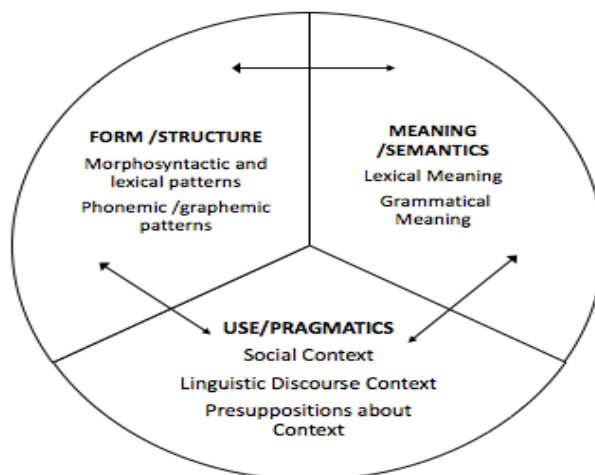 FORM /STRUCTURE
Morphosyntactic and
lexical patterns
Phonemic /graphemic
patterns
MEANING
/SEMANTICS
Lexical Meaning
Grammatical
Meaning
USE/PRAGMATICS
Social Context
Linguistic Discourse Context
Presuppositions about
Context